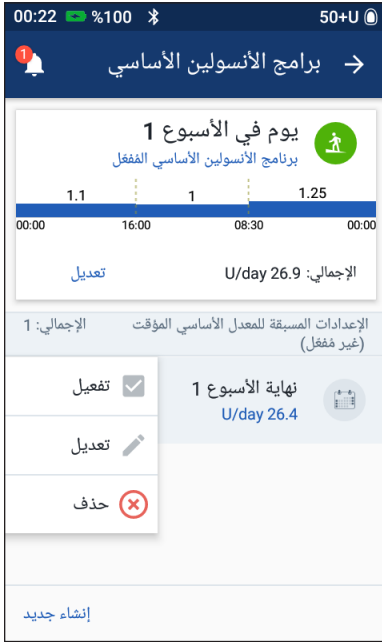 00:22 %100 50+U
برامج الأنسولين الأساسي 1
يوم في الأسبوع 1
برنامج الأنسولين الأساسي المُفعّل
1.25 1 1.1
00:00 08:30 16:00 00:00
الإجمالي: 26.9 U/day تعديل
الإعدادات المسبقة للمعدل الأساسي المؤقت الإجمالي: 1
(غير مُفعّل)
نهاية الأسبوع 1
26.4 U/day
تفعيل
تعديل
حذف
إنشاء جديد